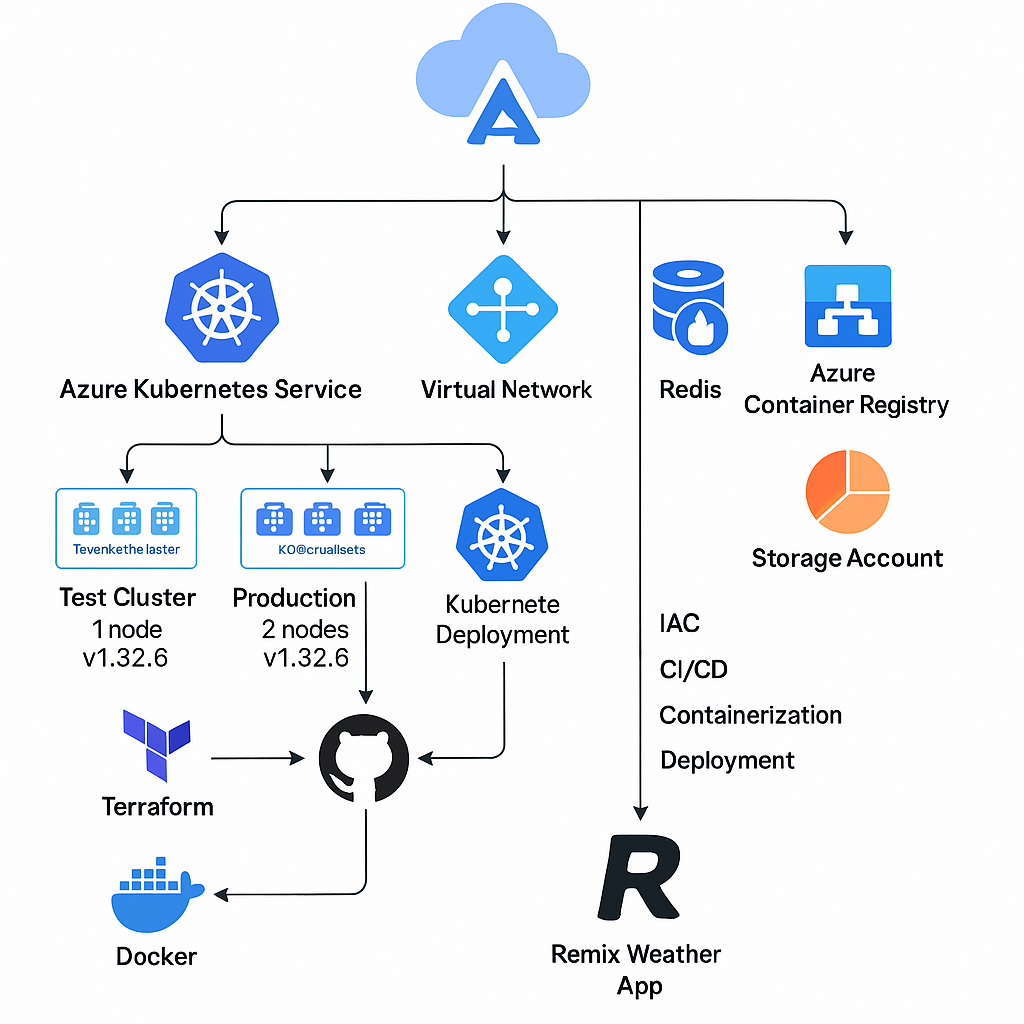 Azure Kubernetes Service
Virtual Network
Redis
Azure
Container Registry
Tevenkethe laster
KO@cruallsets
Storage Account
Test Cluster
1 node
v1.32.6
Production
2 nodes
v1.32.6
Kubernete
Deployment
IAC
CI/CD
Containerization
Deployment
Terraform
Docker
Remix Weather
App